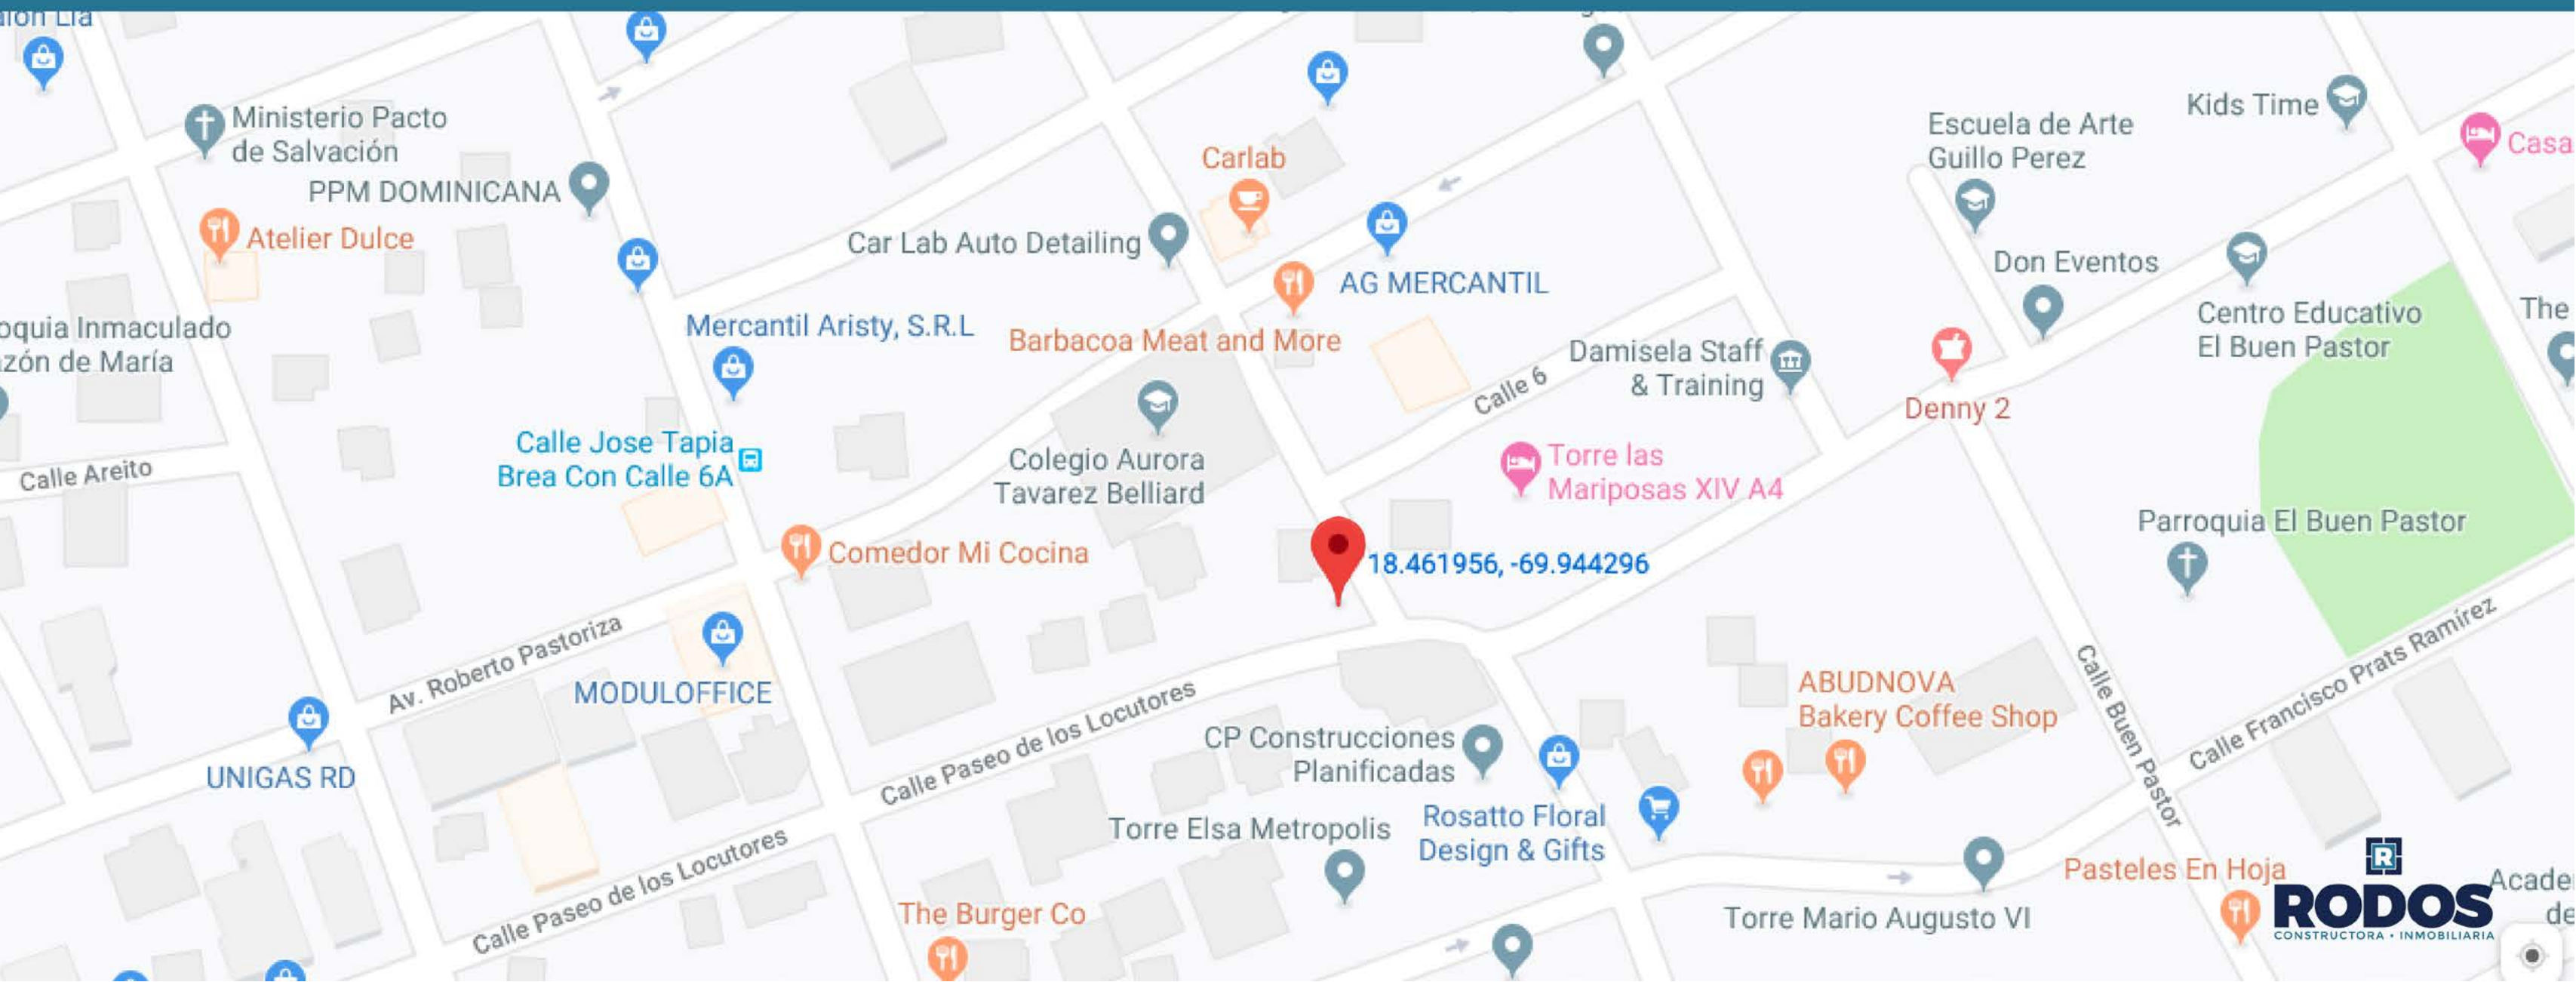 Ministerio Pacto
de Salvación
PPM DOMINICANA
Atelier Dulce
Carlab
Car Lab Auto Detailing
AG MERCANTIL
Barbacoa Meat and More
Mercantil Aristy, S.R.L
Escuela de Arte
Guillo Perez
Kids Time
Casa
Don Eventos
Centro Educativo
El Buen Pastor
The
Inmaculado
de María
Calle Areito
Calle Jose Tapia
Brea Con Calle 6A
Colegio Aurora
Tavarez Belliard
Calle 6
Damisela Staff
& Training
Denny 2
Torre las
Mariposas XIV A4
Comedor Mi Cocina
18.461956, -69.944296
Parroquia El Buen Pastor
Av. Roberto Pastoriza
MODULOFFICE
UNIGAS RD
Calle Paseo de los Locutores
Calle Paseo de los Locutores
CP Construcciones
Planificadas
Torre Elsa Metropolis
Rosatto Floral
Design & Gifts
ABUDNOVA
Bakery Coffee Shop
Calle Buen Pastor
Calle Francisco Prats Ramírez
The Burger Co
Torre Mario Augusto VI
Pasteles En Hoja
R
RODOS
CONSTRUCTORA • INMOBILIARIA